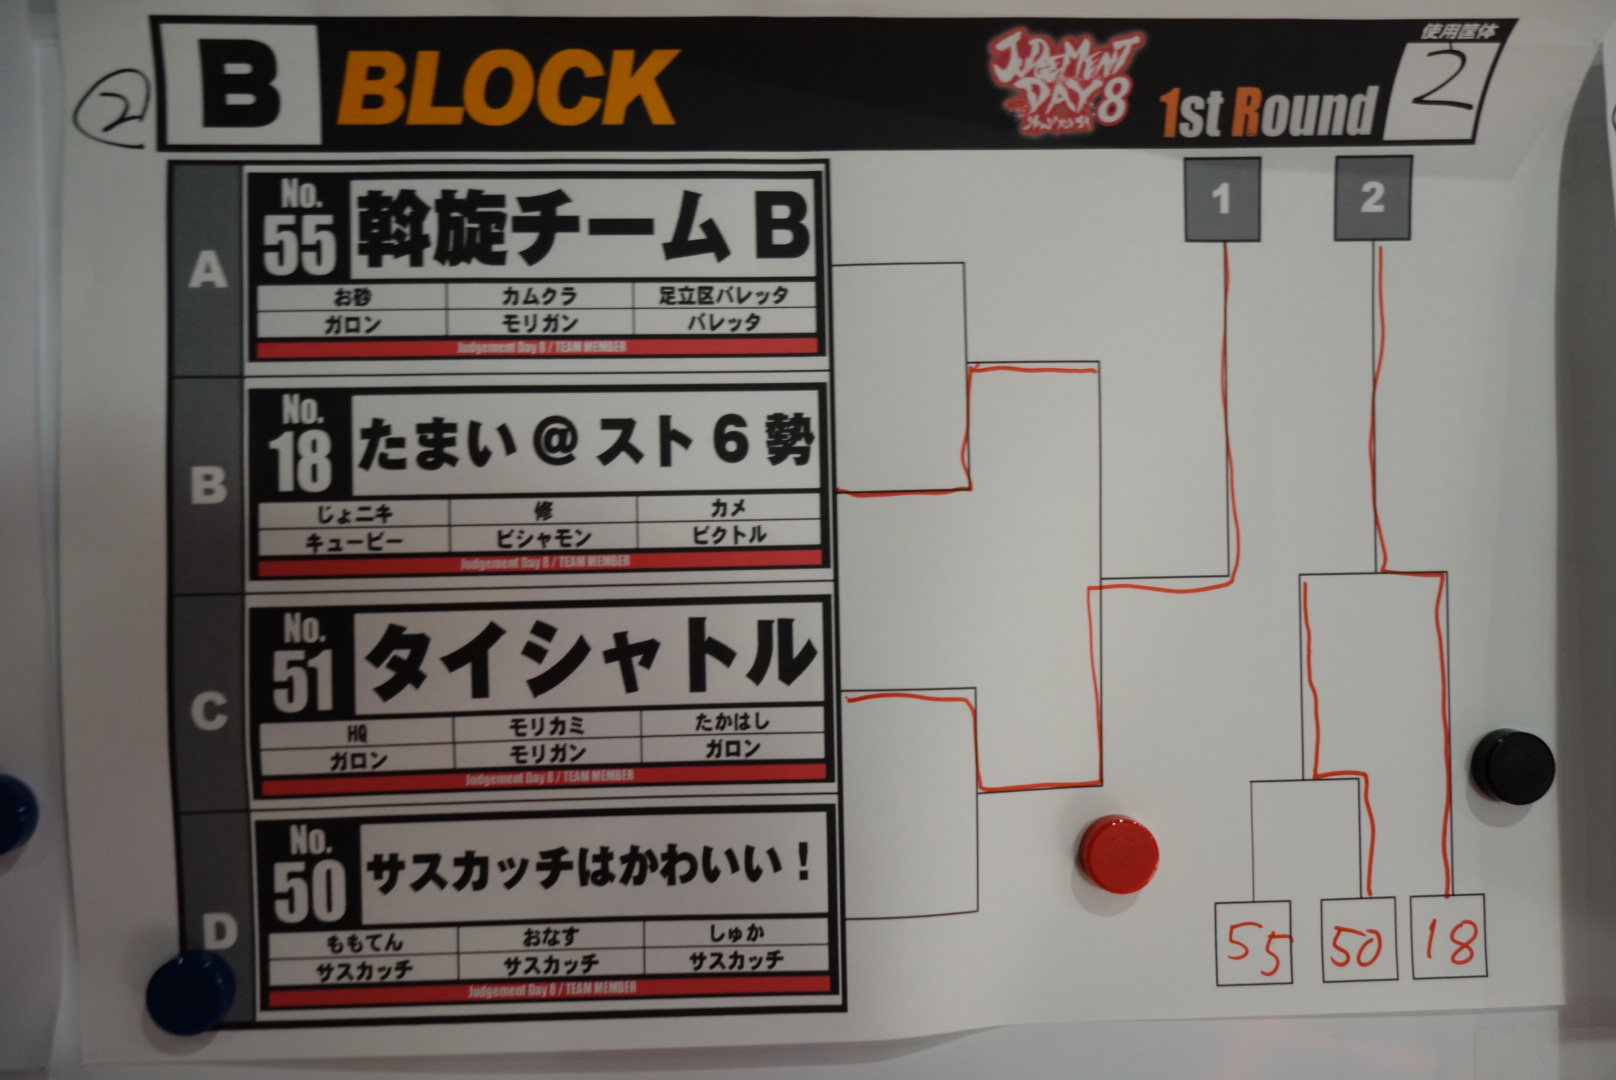 2
B BLOCK
JUDGEMENT DAY 8
1st Round
使用筐体
2
1
2
A
No. 55
斡旋チームB
お砂 カムクラ 足立区バレッタ
ガロン モリガン バレッタ
Judgement Day 8 / TEAM MEMBER
B
No. 18
たまい@スト6勢
じょニキ 修 カメ
キュービー ビシャモン ビクトル
Judgement Day 8 / TEAM MEMBER
C
No. 51
タイシャトル
HQ モリカミ たかはし
ガロン モリガン ガロン
Judgement Day 8 / TEAM MEMBER
D
No. 50
サスカッチはかわいい!
ももてん おなす しゅか
サスカッチ サスカッチ サスカッチ
Judgement Day 8 / TEAM MEMBER
55 50 18